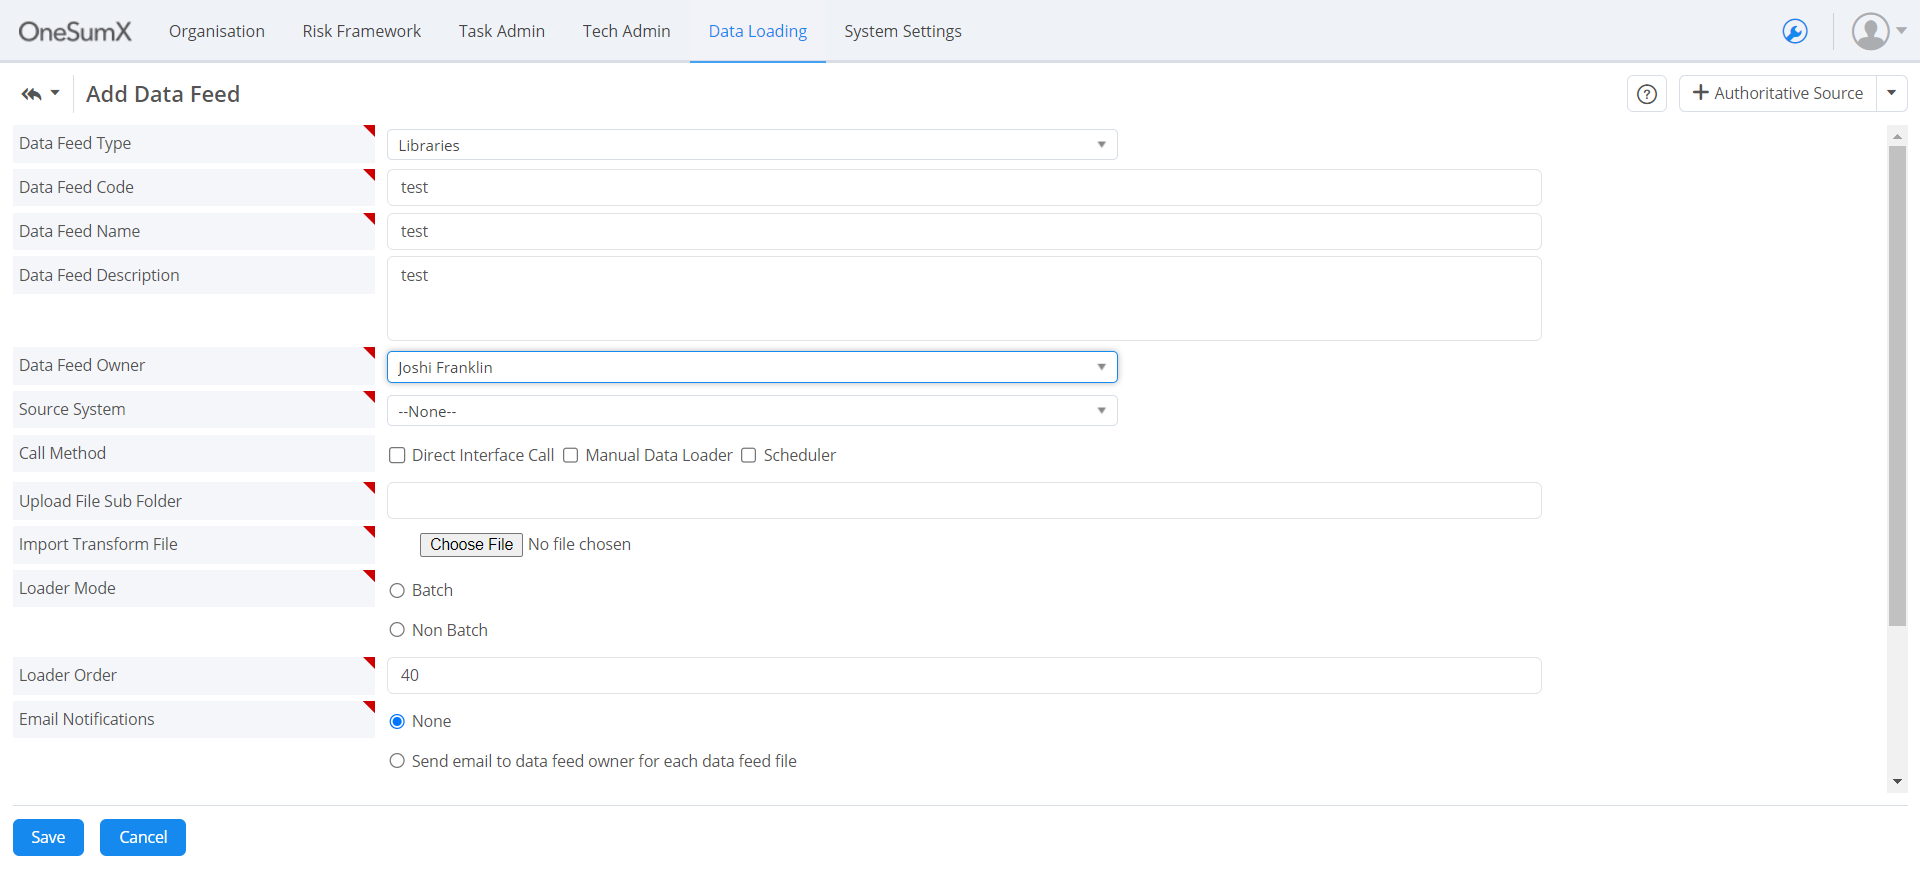 OneSumX Organisation Risk Framework Task Admin Tech Admin Data Loading System Settings
Add Data Feed ? Authoritative Source
Data Feed Type Libraries
Data Feed Code test
Data Feed Name test
Data Feed Description test
Data Feed Owner Joshi Franklin
Source System --None--
Call Method Direct Interface Call Manual Data Loader Scheduler
Upload File Sub Folder
Import Transform File Choose File No file chosen
Loader Mode Batch
Non Batch
Loader Order 40
Email Notifications None
Send email to data feed owner for each data feed file
Save Cancel